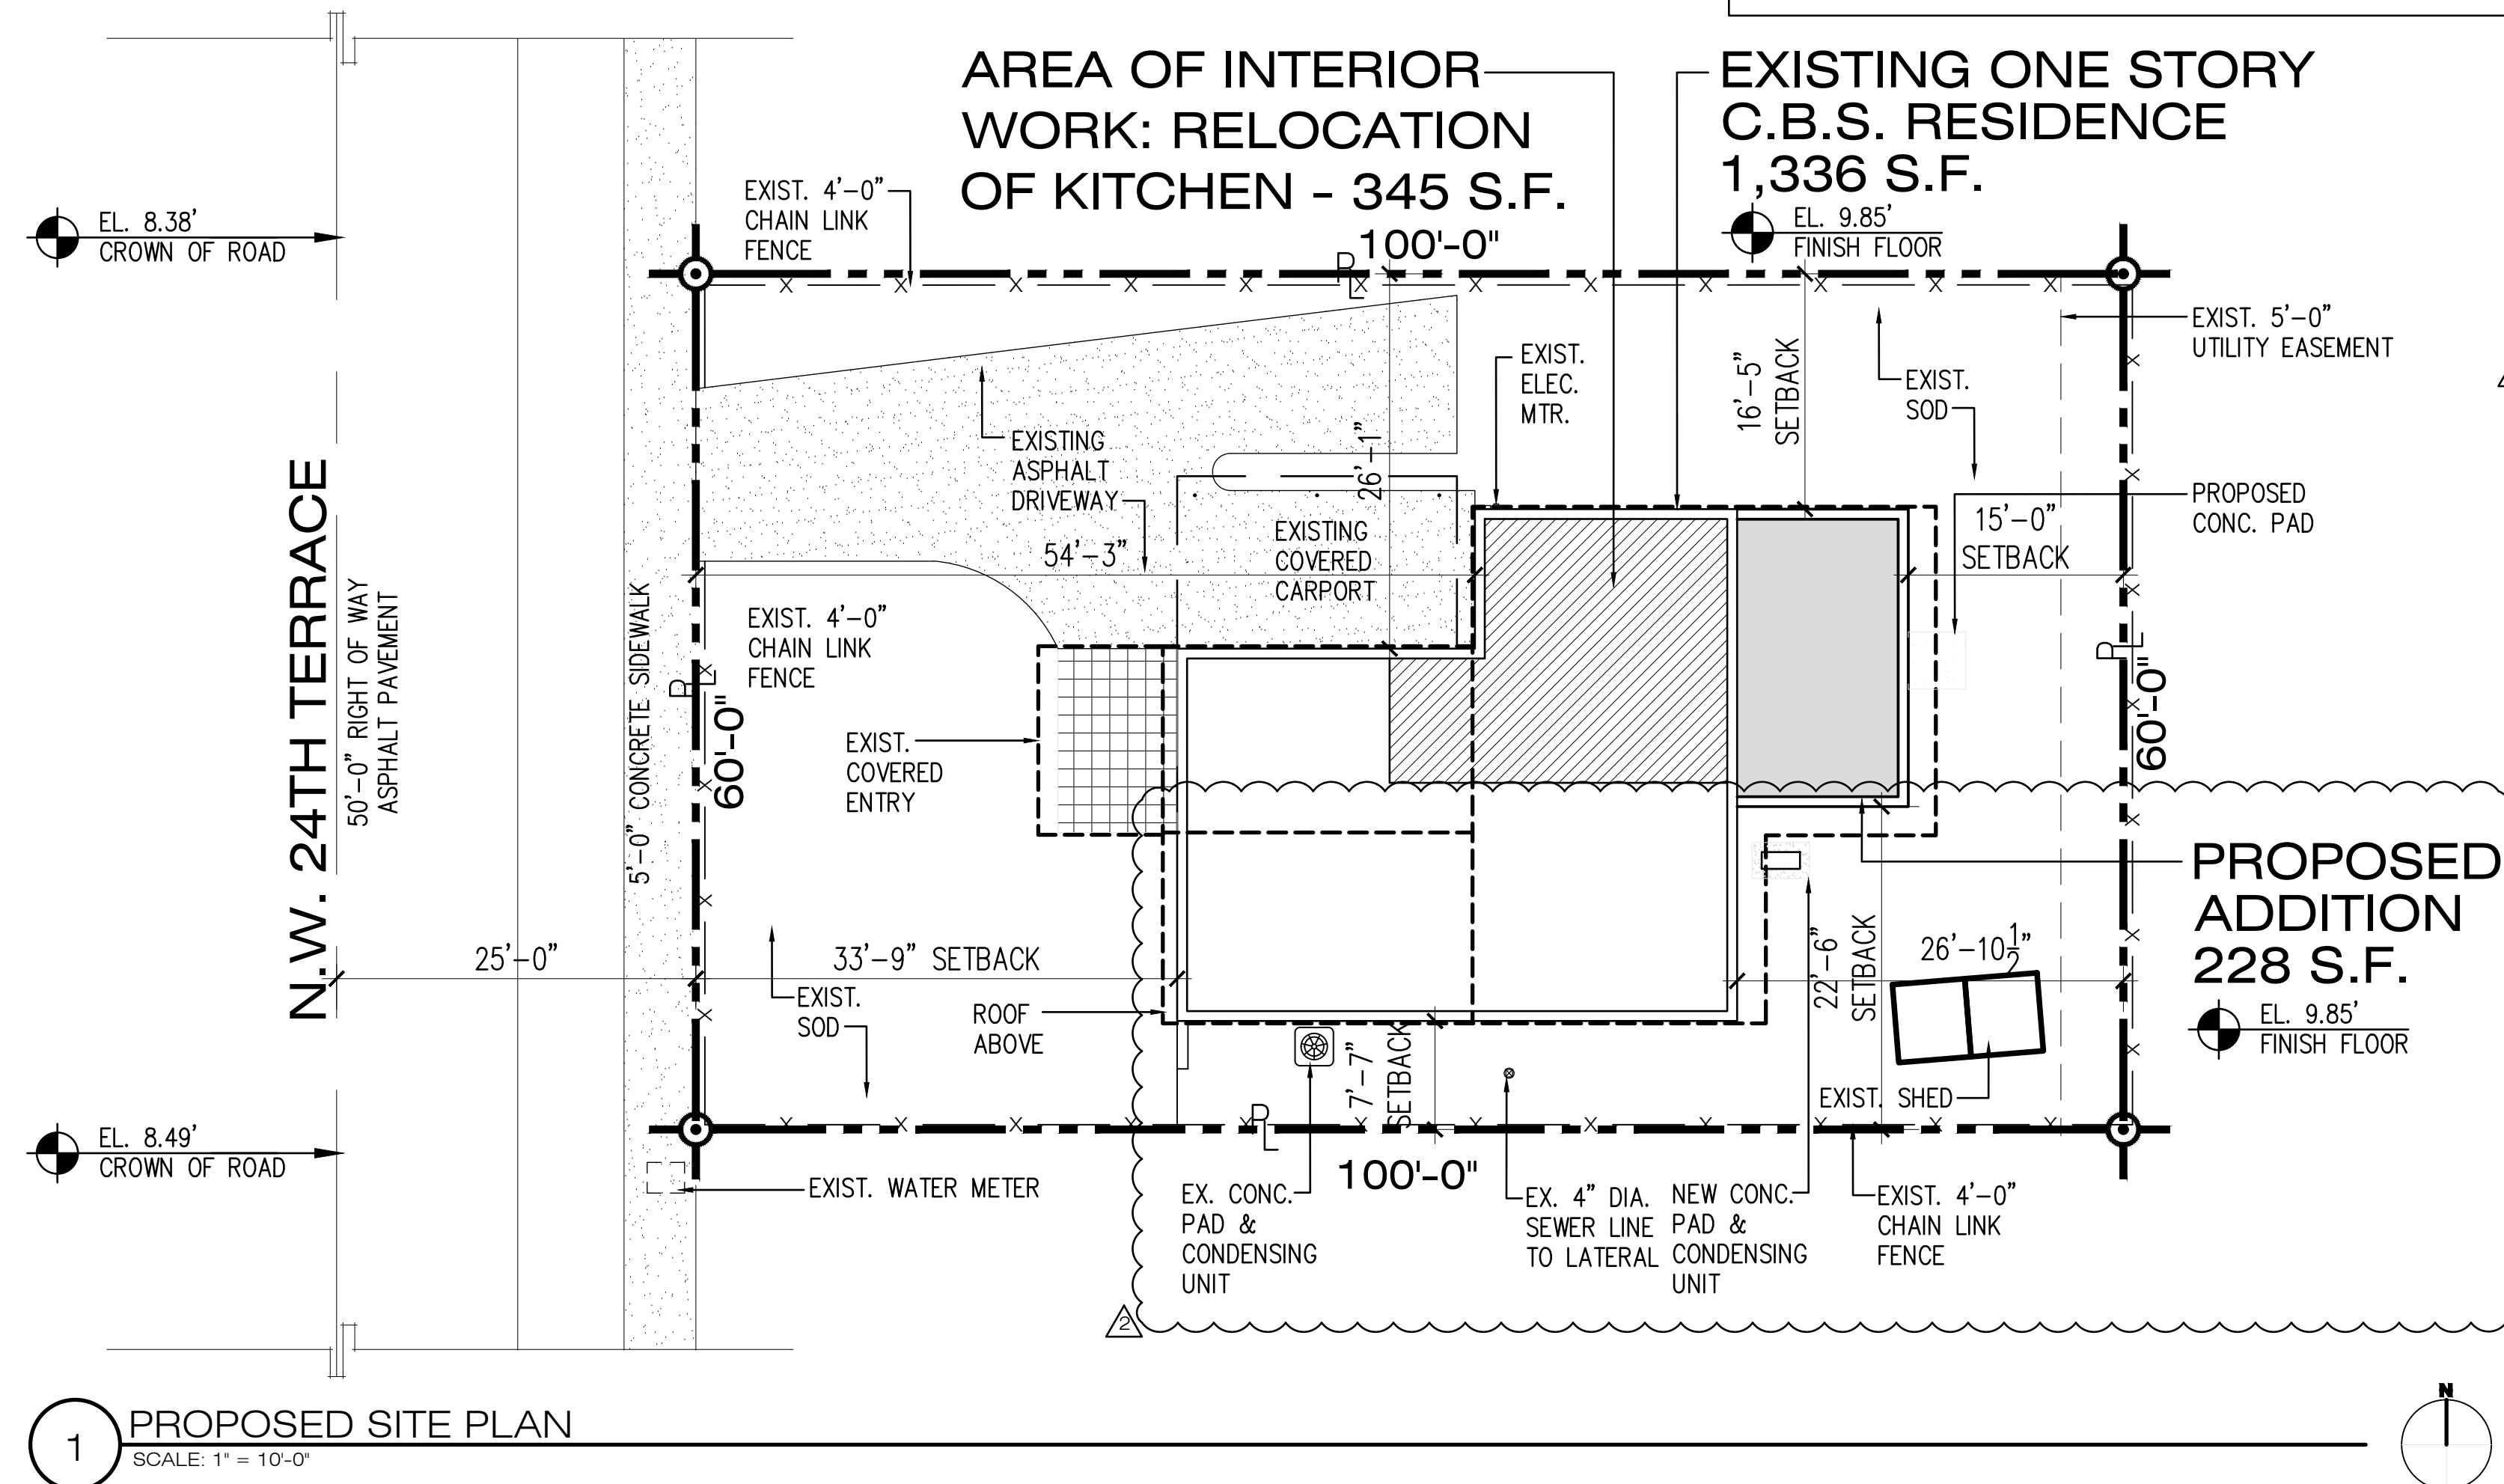 AREA OF INTERIOR
WORK: RELOCATION
OF KITCHEN - 345 S.F.
EXISTING ONE STORY
C.B.S. RESIDENCE
1,336 S.F.
EL. 9.85'
FINISH FLOOR
EXIST. 4'-0"
CHAIN LINK
FENCE
EL. 8.38'
CROWN OF ROAD
100'-0"
PL
EXIST. 5'-0"
UTILITY EASEMENT
EXIST.
ELEC.
MTR.
16'-5"
SETBACK
EXIST.
SOD
EXISTING
ASPHALT
DRIVEWAY
26'-1"
PROPOSED
CONC. PAD
15'-0"
SETBACK
54'-3"
EXISTING
COVERED
CARPORT
N.W. 24TH TERRACE
50'-0" RIGHT OF WAY
ASPHALT PAVEMENT
5'-0" CONCRETE SIDEWALK
EXIST. 4'-0"
CHAIN LINK
FENCE
PL
60'-0"
PL
60'-0"
EXIST.
COVERED
ENTRY
PROPOSED
ADDITION
228 S.F.
EL. 9.85'
FINISH FLOOR
25'-0"
33'-9" SETBACK
22'-6"
SETBACK
26'-10 1/2"
EXIST.
SOD
ROOF
ABOVE
7'-7"
SETBACK
EXIST. SHED
EL. 8.49'
CROWN OF ROAD
PL
100'-0"
EXIST. WATER METER
EX. CONC.
PAD &
CONDENSING
UNIT
EX. 4" DIA.
SEWER LINE
TO LATERAL
NEW CONC.
PAD &
CONDENSING
UNIT
EXIST. 4'-0"
CHAIN LINK
FENCE
2
1
PROPOSED SITE PLAN
SCALE: 1" = 10'-0"
N